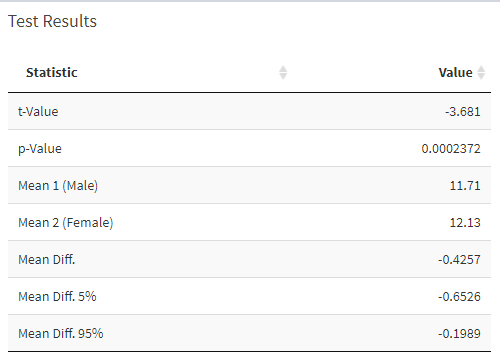 Test Results
Statistic Value
t-Value -3.681
p-Value 0.0002372
Mean 1 (Male) 11.71
Mean 2 (Female) 12.13
Mean Diff. -0.4257
Mean Diff. 5% -0.6526
Mean Diff. 95% -0.1989